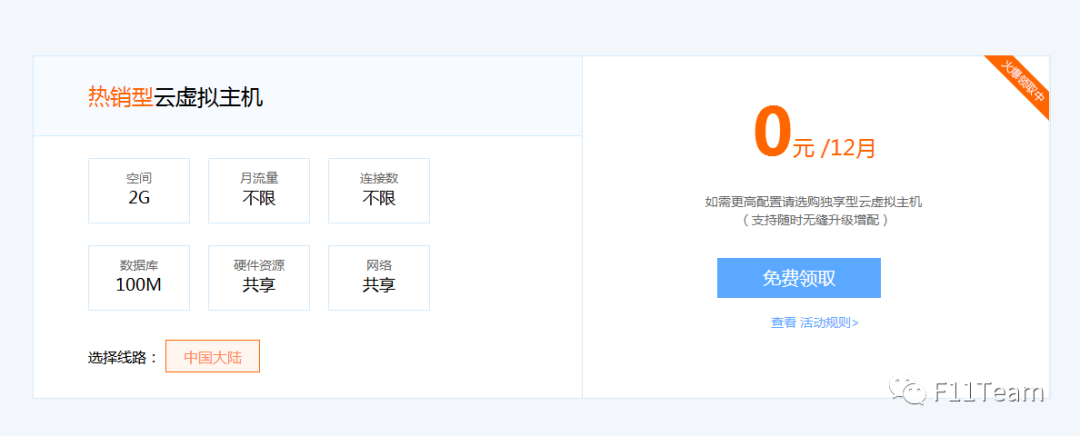 热销型云虚拟主机
空间
2G
月流量
不限
连接数
不限
数据库
100M
硬件资源
共享
网络
共享
选择线路：
中国大陆
火爆领取中
0元 /12月
如需更高配置请选购独享型云虚拟主机
（支持随时无缝升级增配）
免费领取
查看 活动规则>
F11Team